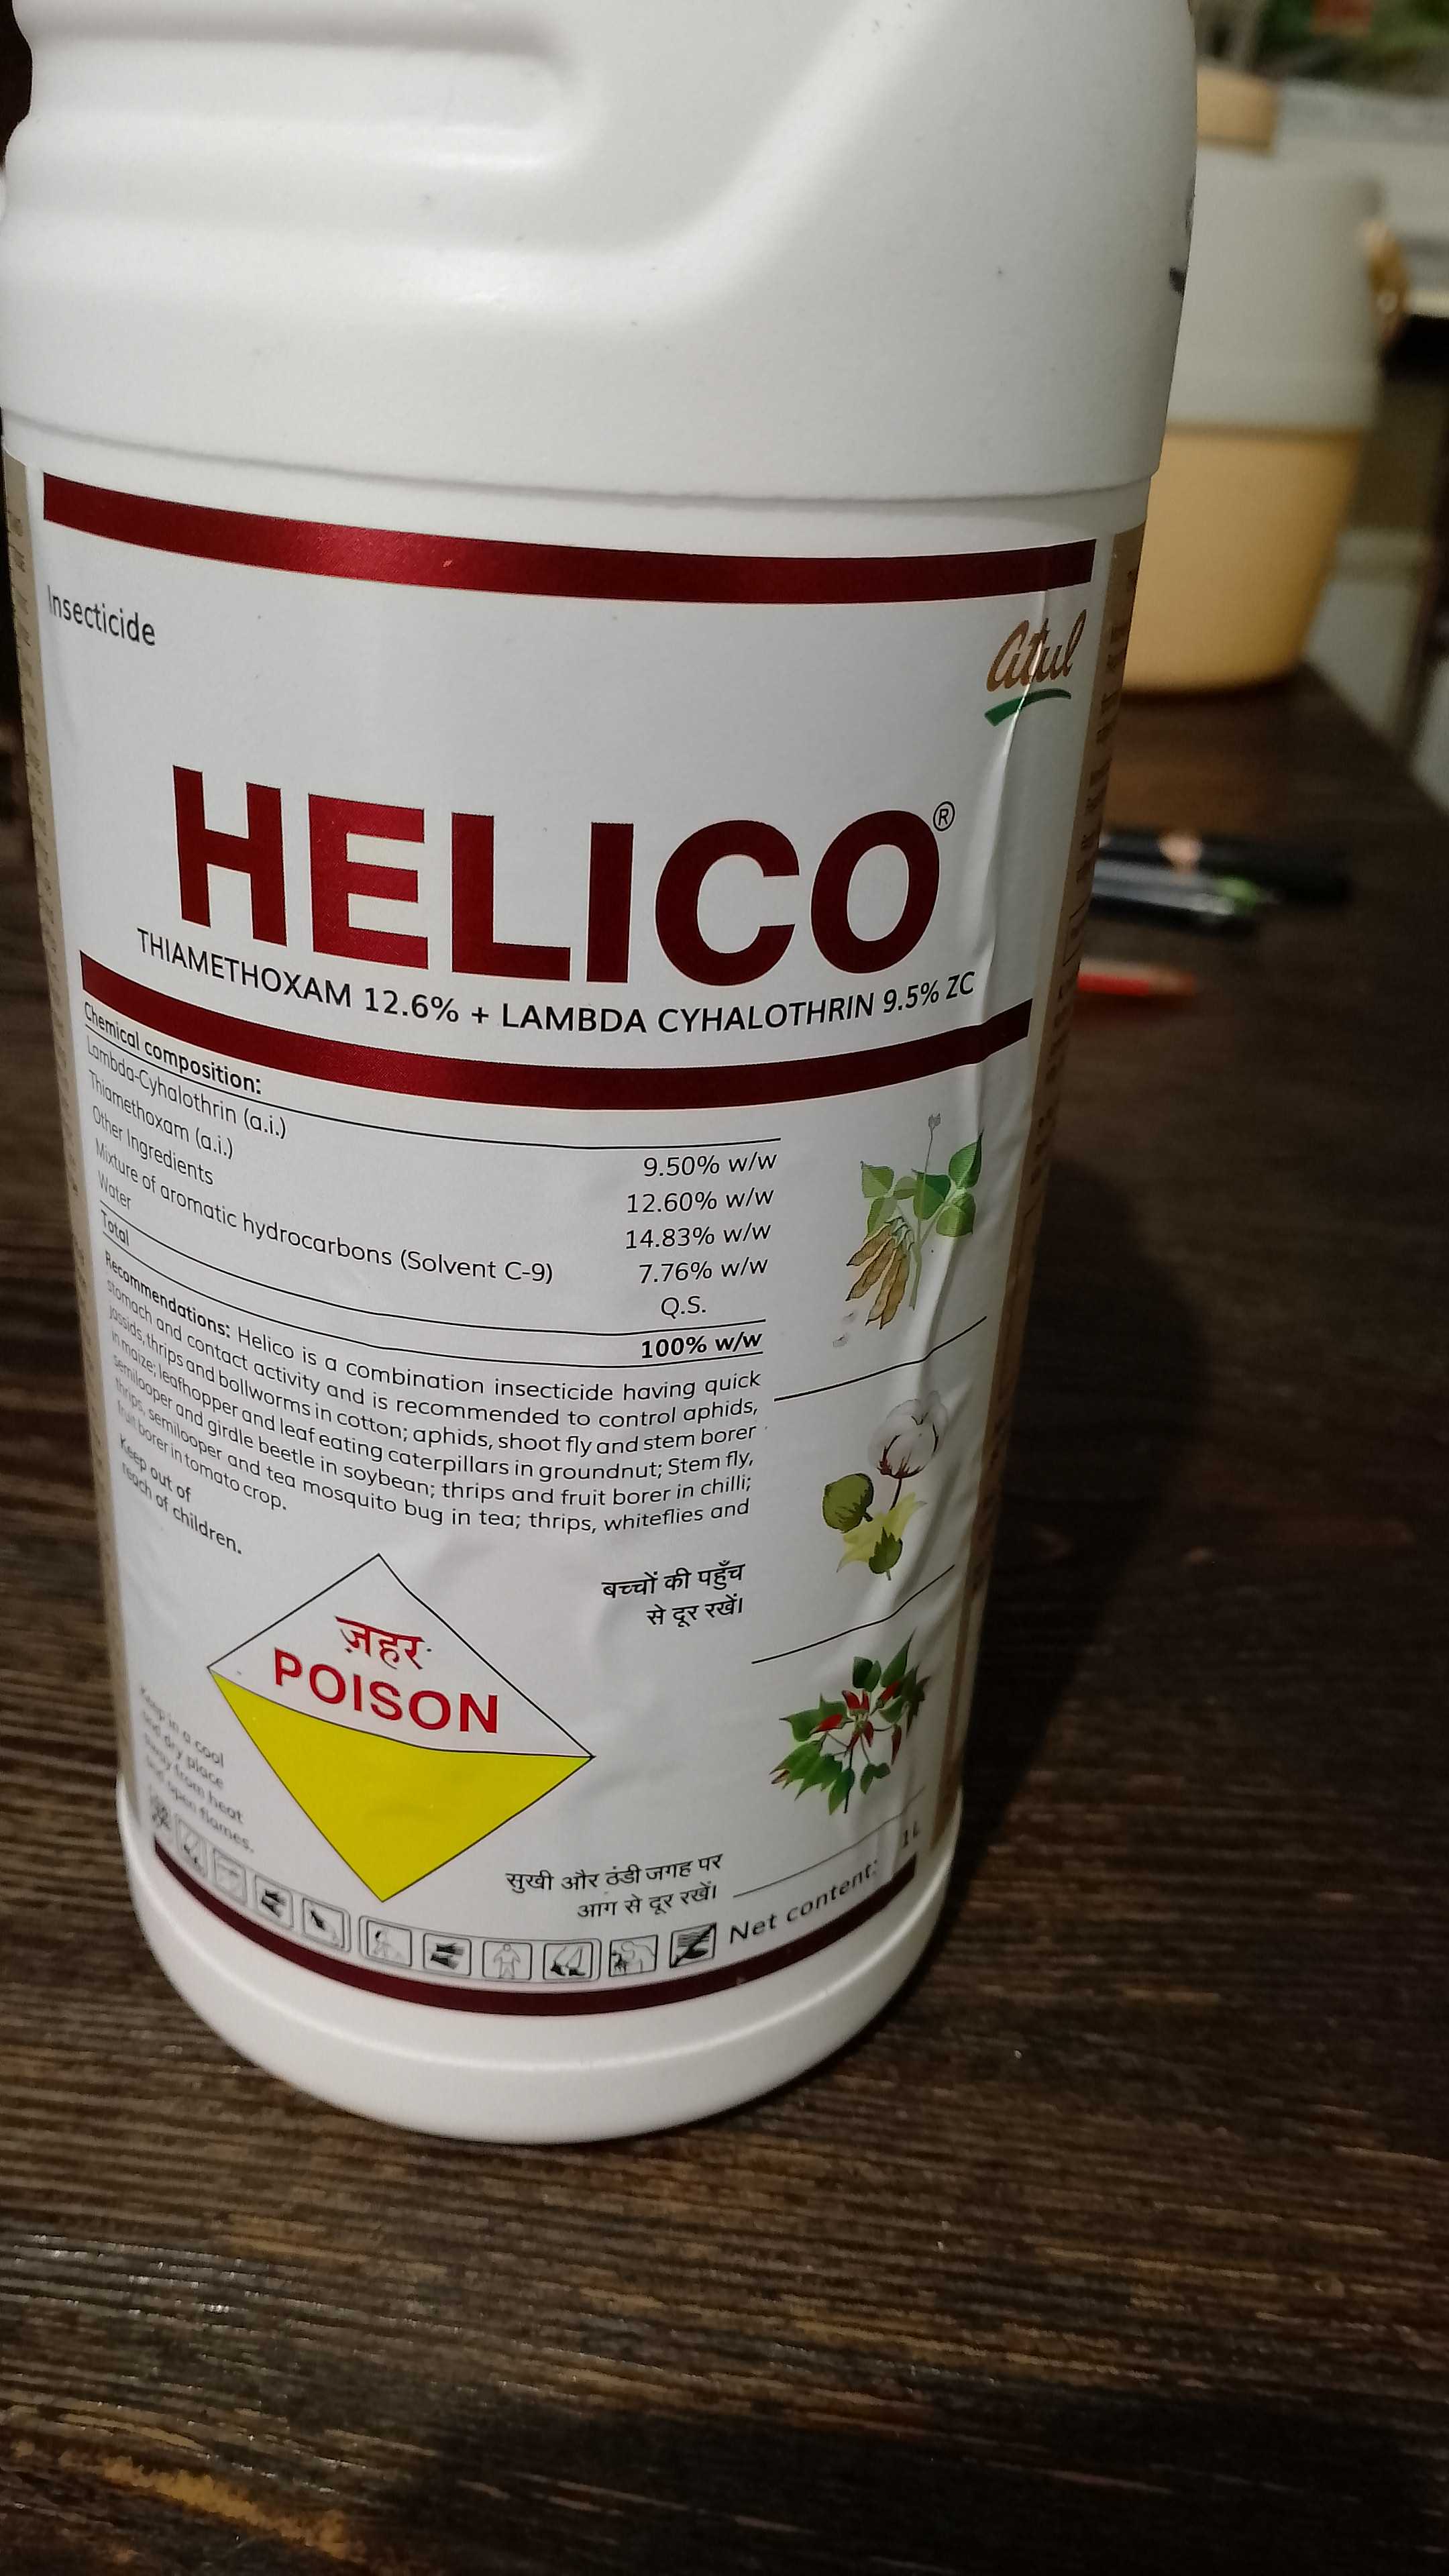 Insecticide
atul
HELICO®
THIAMETHOXAM 12.6% + LAMBDA CYHALOTHRIN 9.5% ZC
Chemical composition:
Lambda-Cyhalothrin (a.i.) 9.50% w/w
Thiamethoxam (a.i.) 12.60% w/w
Other Ingredients 14.83% w/w
Mixture of aromatic hydrocarbons (Solvent C-9) 7.76% w/w
Water Q.S.
Total 100% w/w
Recommendations: Helico is a combination insecticide having quick
stomach and contact activity and is recommended to control aphids,
jassids, thrips and bollworms in cotton; aphids, shoot fly and stem borer
in maize; leafhopper and leaf eating caterpillars in groundnut; Stem fly,
semilooper and girdle beetle in soybean; thrips and fruit borer in chilli;
thrips, semilooper and tea mosquito bug in tea; thrips, whiteflies and
fruit borer in tomato crop.
Keep out of
reach of children.
बच्चों की पहुँच
से दूर रखें।
ज़हर
POISON
Keep in a cool
and dry place
away from heat
and open flames.
सुखी और ठंडी जगह पर
आग से दूर रखें।
Net content: 1L